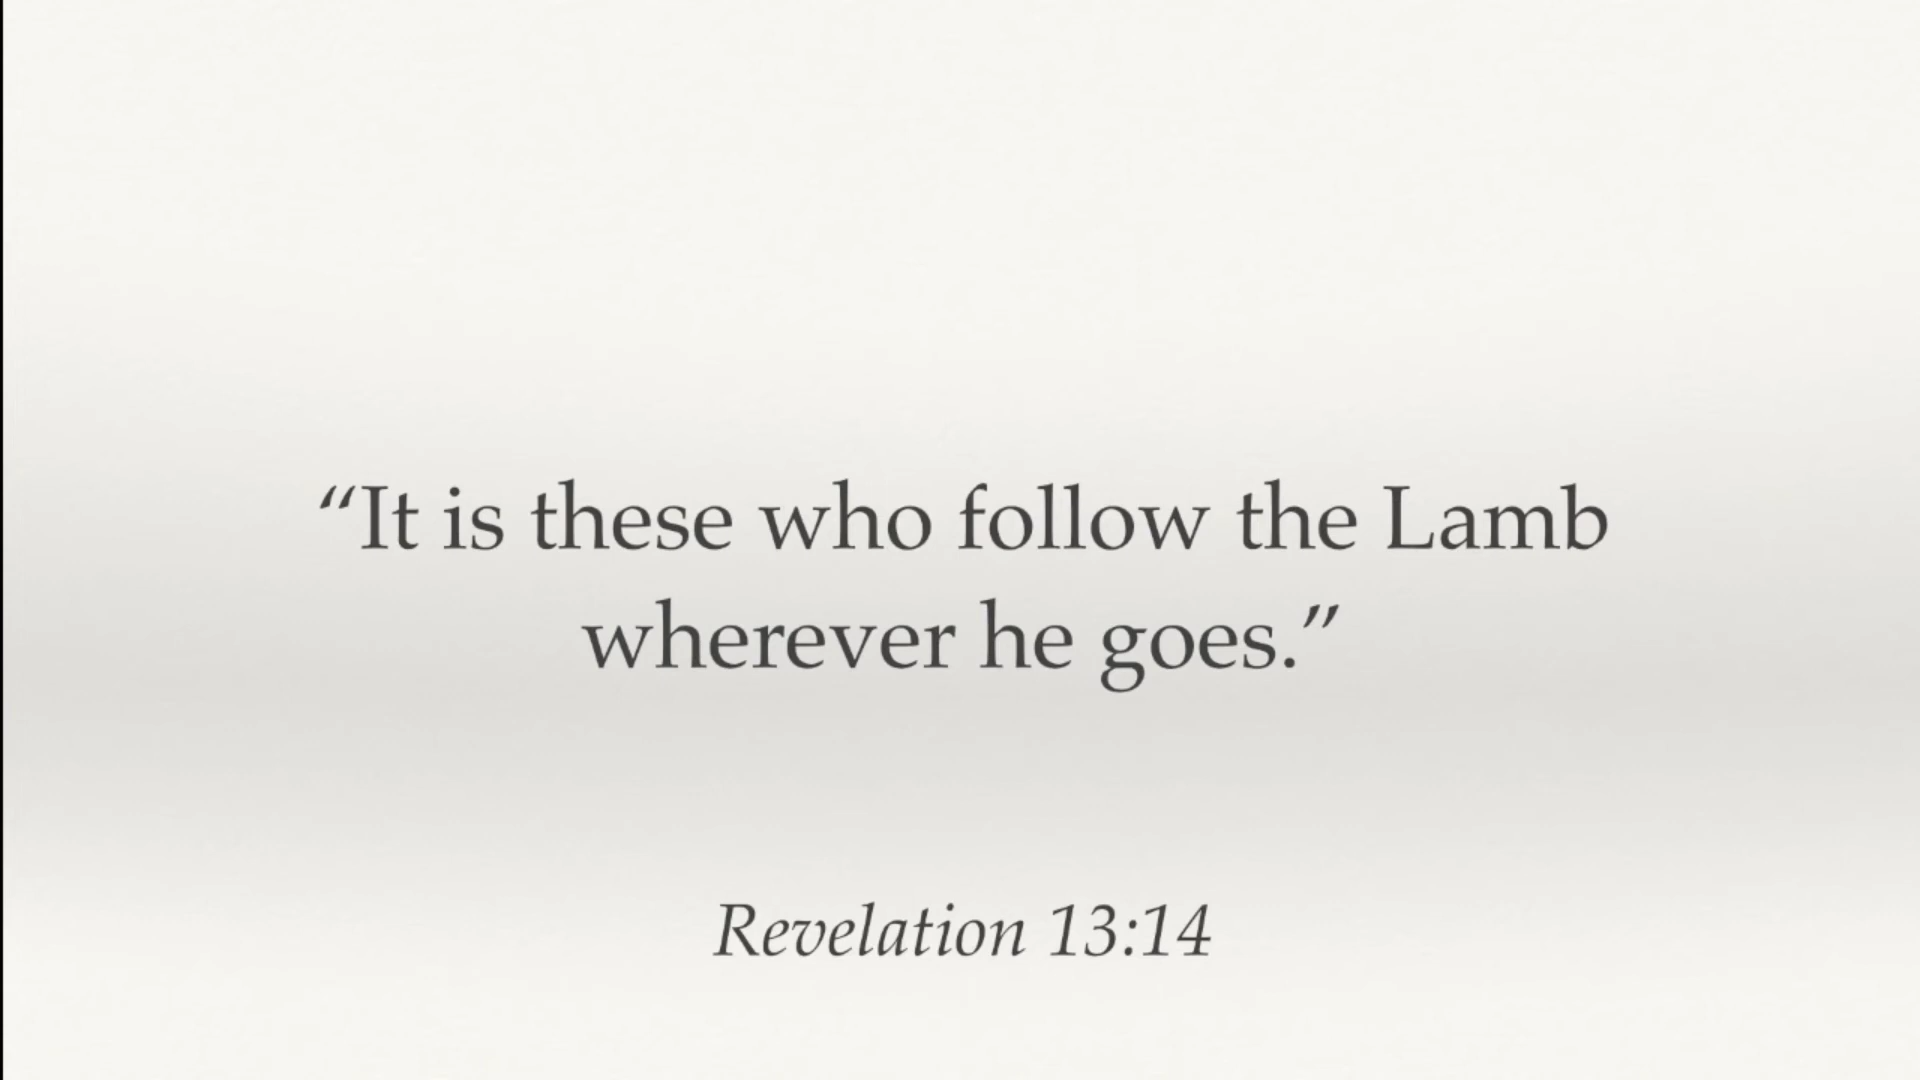 “It is these who follow the Lamb
wherever he goes.”
Revelation 13:14